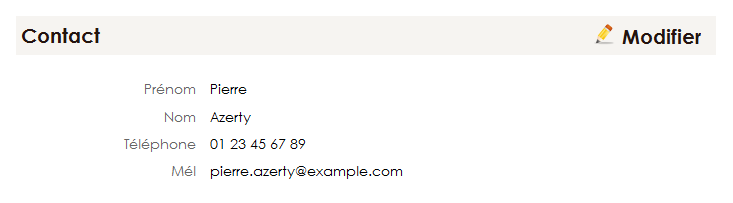 Contact Modifier
Prénom Pierre
Nom Azerty
Téléphone 01 23 45 67 89
Mél pierre.azerty@example.com